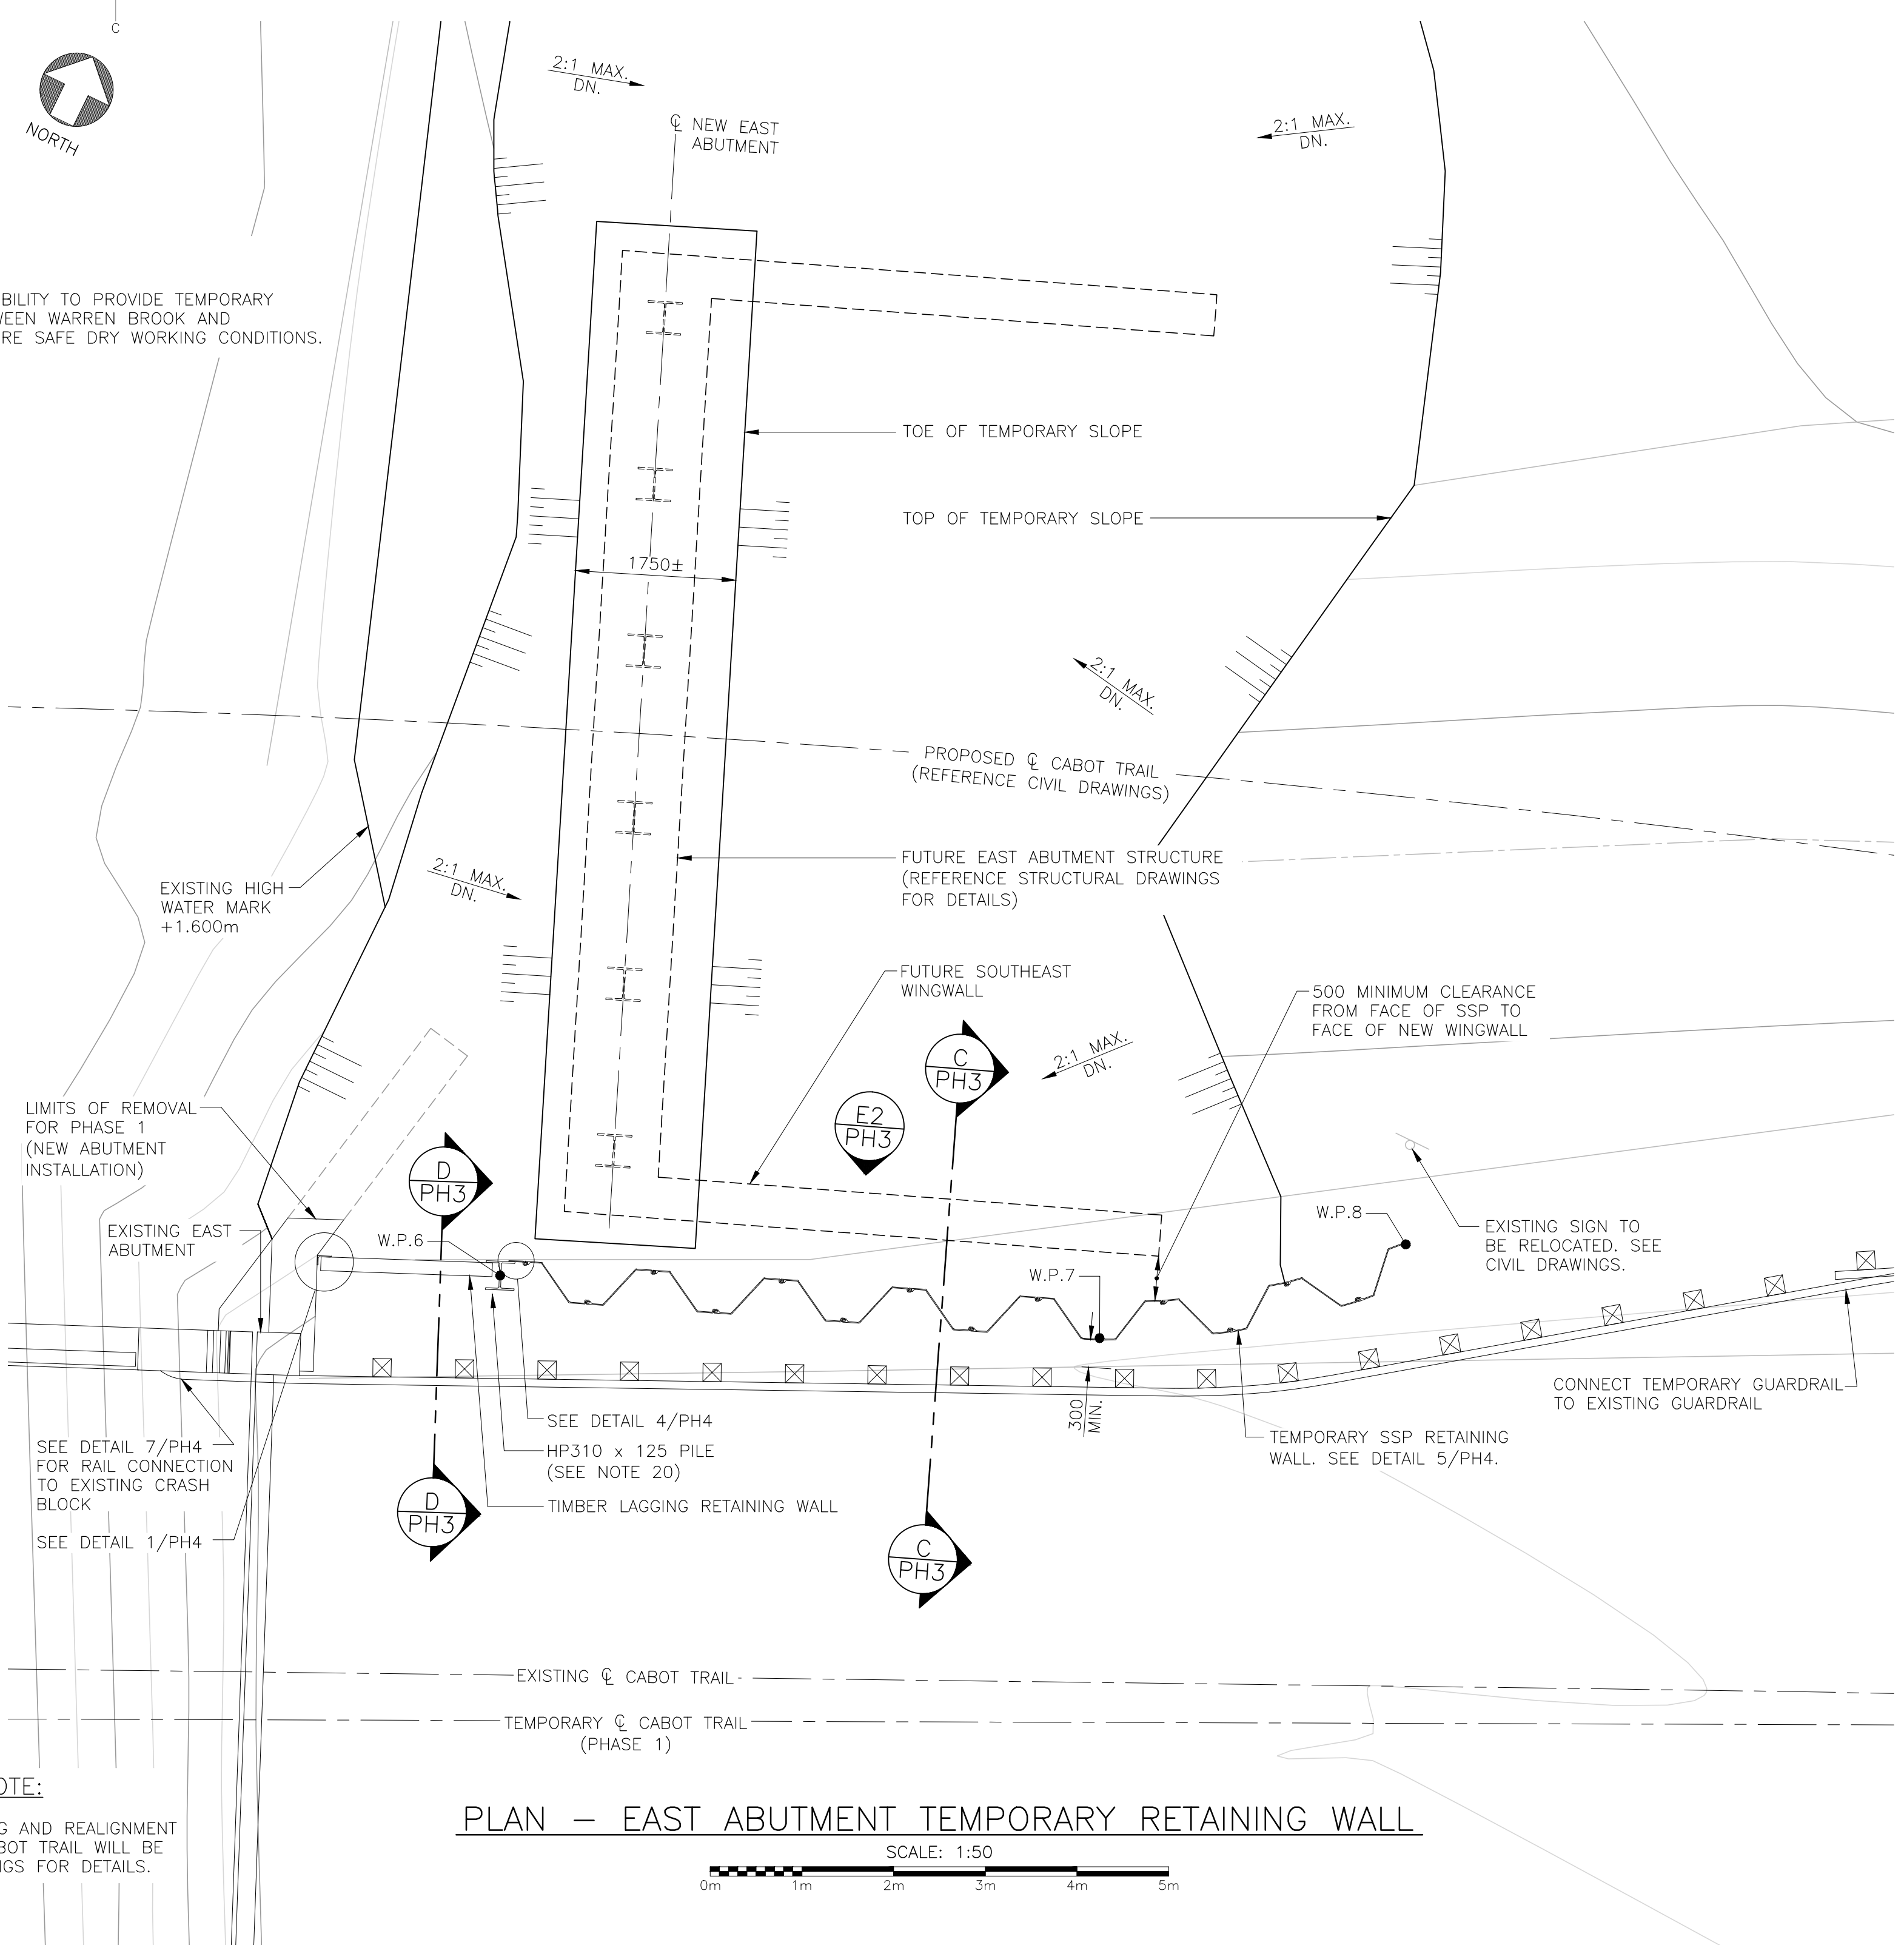 C
NORTH
2:1 MAX.
DN.
℄ NEW EAST
ABUTMENT
2:1 MAX.
DN.
BILITY TO PROVIDE TEMPORARY
WEEN WARREN BROOK AND
RE SAFE DRY WORKING CONDITIONS.
TOE OF TEMPORARY SLOPE
TOP OF TEMPORARY SLOPE
1750±
2:1 MAX.
DN.
PROPOSED ℄ CABOT TRAIL
(REFERENCE CIVIL DRAWINGS)
FUTURE EAST ABUTMENT STRUCTURE
(REFERENCE STRUCTURAL DRAWINGS
FOR DETAILS)
2:1 MAX.
DN.
EXISTING HIGH
WATER MARK
+1.600m
FUTURE SOUTHEAST
WINGWALL
500 MINIMUM CLEARANCE
FROM FACE OF SSP TO
FACE OF NEW WINGWALL
C
PH3
2:1 MAX.
DN.
E2
PH3
LIMITS OF REMOVAL
FOR PHASE 1
(NEW ABUTMENT
INSTALLATION)
D
PH3
EXISTING EAST
ABUTMENT
W.P.6
W.P.7
W.P.8
EXISTING SIGN TO
BE RELOCATED. SEE
CIVIL DRAWINGS.
CONNECT TEMPORARY GUARDRAIL
TO EXISTING GUARDRAIL
300
MIN.
SEE DETAIL 4/PH4
HP310 x 125 PILE
(SEE NOTE 20)
TIMBER LAGGING RETAINING WALL
TEMPORARY SSP RETAINING
WALL. SEE DETAIL 5/PH4.
SEE DETAIL 7/PH4
FOR RAIL CONNECTION
TO EXISTING CRASH
BLOCK
SEE DETAIL 1/PH4
D
PH3
C
PH3
EXISTING ℄ CABOT TRAIL
TEMPORARY ℄ CABOT TRAIL
(PHASE 1)
OTE:
G AND REALIGNMENT
BOT TRAIL WILL BE
NGS FOR DETAILS.
PLAN – EAST ABUTMENT TEMPORARY RETAINING WALL
SCALE: 1:50
0m 1m 2m 3m 4m 5m